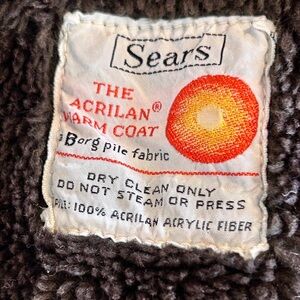 Sears
THE
ACRILAN®
WARM COAT
a Borg pile fabric
DRY CLEAN ONLY
DO NOT STEAM OR PRESS
PILE: 100% ACRILAN ACRYLIC FIBER